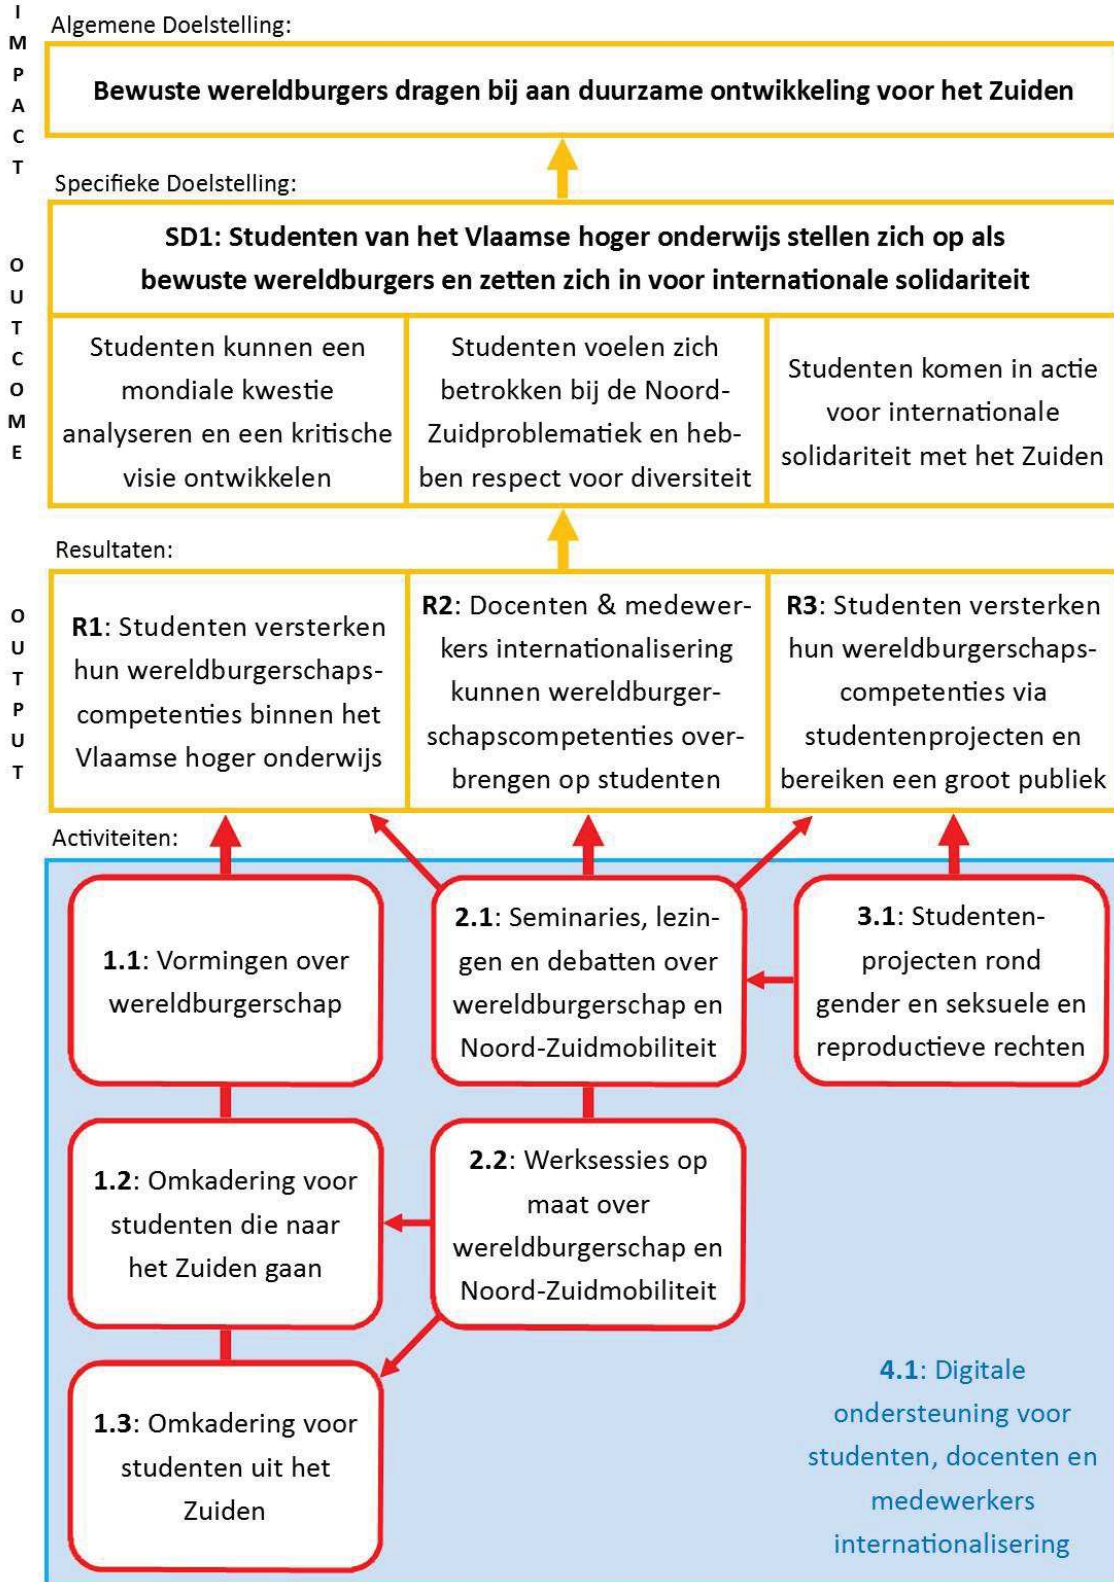 IMPACT
Algemene Doelstelling:
Bewuste wereldburgers dragen bij aan duurzame ontwikkeling voor het Zuiden
OUTCOME
Specifieke Doelstelling:
SD1: Studenten van het Vlaamse hoger onderwijs stellen zich op als
bewuste wereldburgers en zetten zich in voor internationale solidariteit
Studenten kunnen een
mondiale kwestie
analyseren en een kritische
visie ontwikkelen
Studenten voelen zich
betrokken bij de Noord-
Zuidproblematiek en heb-
ben respect voor diversiteit
Studenten komen in actie
voor internationale
solidariteit met het Zuiden
OUTPUT
Resultaten:
R1: Studenten versterken
hun wereldburgerschaps-
competenties binnen het
Vlaamse hoger onderwijs
R2: Docenten & medewer-
kers internationalisering
kunnen wereldburger-
schapscompetenties over-
brengen op studenten
R3: Studenten versterken
hun wereldburgerschaps-
competenties via
studentenprojecten en
bereiken een groot publiek
Activiteiten:
1.1: Vormingen over
wereldburgerschap
2.1: Seminaries, lezin-
gen en debatten over
wereldburgerschap en
Noord-Zuidmobiliteit
3.1: Studenten-
projecten rond
gender en seksuele en
reproductieve rechten
1.2: Omkadering voor
studenten die naar
het Zuiden gaan
2.2: Werksessies op
maat over
wereldburgerschap en
Noord-Zuidmobiliteit
1.3: Omkadering voor
studenten uit het
Zuiden
4.1: Digitale
ondersteuning voor
studenten, docenten en
medewerkers
internationalisering